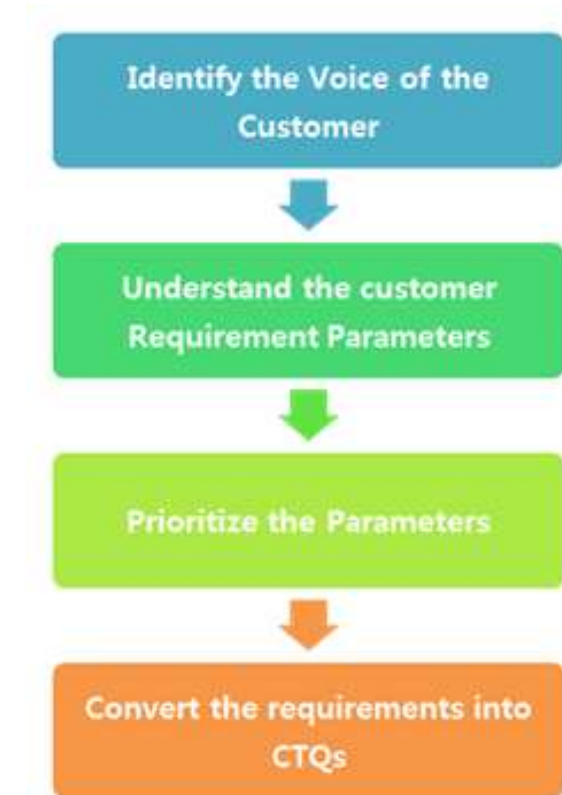 Identify the Voice of the
Customer
Understand the customer
Requirement Parameters
Prioritize the Parameters
Convert the requirements into
CTQs